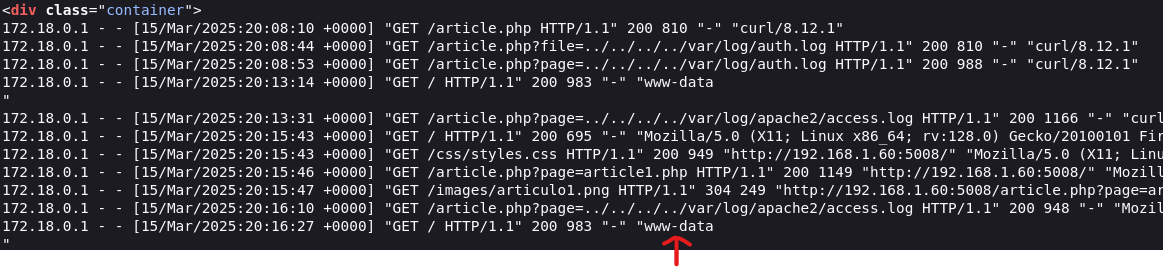 <div class="container">
172.18.0.1 - - [15/Mar/2025:20:08:10 +0000] "GET /article.php HTTP/1.1" 200 810 "-" "curl/8.12.1"
172.18.0.1 - - [15/Mar/2025:20:08:44 +0000] "GET /article.php?file=../../../../var/log/auth.log HTTP/1.1" 200 810 "-" "curl/8.12.1"
172.18.0.1 - - [15/Mar/2025:20:08:53 +0000] "GET /article.php?page=../../../../var/log/auth.log HTTP/1.1" 200 988 "-" "curl/8.12.1"
172.18.0.1 - - [15/Mar/2025:20:13:14 +0000] "GET / HTTP/1.1" 200 983 "-" "www-data
"
172.18.0.1 - - [15/Mar/2025:20:13:31 +0000] "GET /article.php?page=../../../../var/log/apache2/access.log HTTP/1.1" 200 1166 "-" "curl
172.18.0.1 - - [15/Mar/2025:20:15:43 +0000] "GET / HTTP/1.1" 200 695 "-" "Mozilla/5.0 (X11; Linux x86_64; rv:128.0) Gecko/20100101 Fir
172.18.0.1 - - [15/Mar/2025:20:15:43 +0000] "GET /css/styles.css HTTP/1.1" 200 949 "http://192.168.1.60:5008/" "Mozilla/5.0 (X11; Linu
172.18.0.1 - - [15/Mar/2025:20:15:46 +0000] "GET /article.php?page=article1.php HTTP/1.1" 200 1149 "http://192.168.1.60:5008/" "Mozill
172.18.0.1 - - [15/Mar/2025:20:15:47 +0000] "GET /images/articulo1.png HTTP/1.1" 304 249 "http://192.168.1.60:5008/article.php?page=ar
172.18.0.1 - - [15/Mar/2025:20:16:10 +0000] "GET /article.php?page=../../../../var/log/apache2/access.log HTTP/1.1" 200 948 "-" "Mozil
172.18.0.1 - - [15/Mar/2025:20:16:27 +0000] "GET / HTTP/1.1" 200 983 "-" "www-data
"